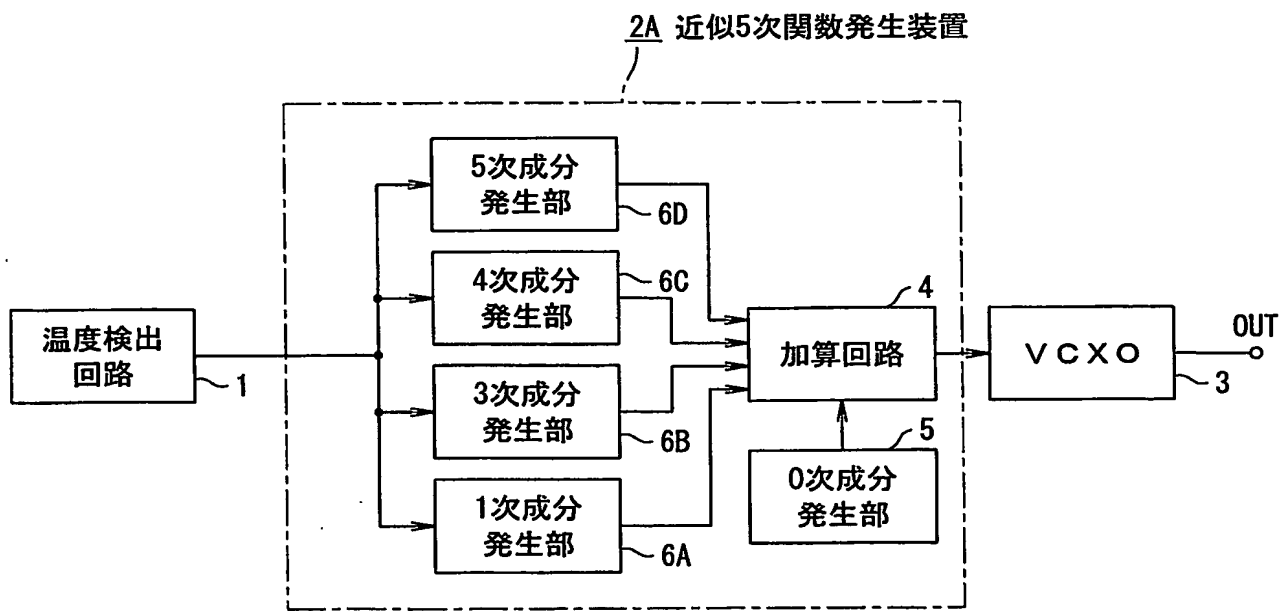 2A 近似5次関数発生装置
5次成分
発生部
6D
4次成分
発生部
6C
温度検出
回路
1
3次成分
発生部
6B
1次成分
発生部
6A
加算回路
4
0次成分
発生部
5
VCXO
3
OUT